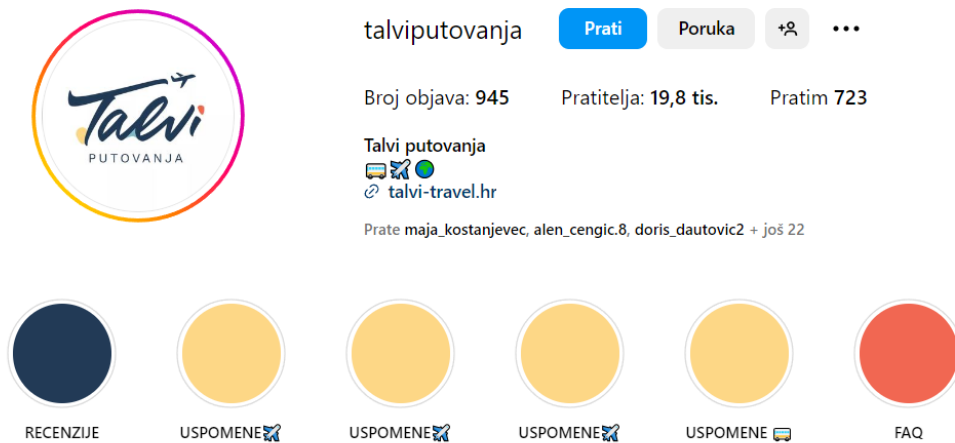 Talvi
PUTOVANJA
talviputovanja Prati Poruka
Broj objava: 945 Pratitelja: 19,8 tis. Pratim 723
Talvi putovanja
🚌✈️🌍
talvi-travel.hr
Prate maja_kostanjevec, alen_cengic.8, doris_dautovic2 + još 22
RECENZIJE USPOMENE✈️ USPOMENE✈️ USPOMENE✈️ USPOMENE 🚌 FAQ